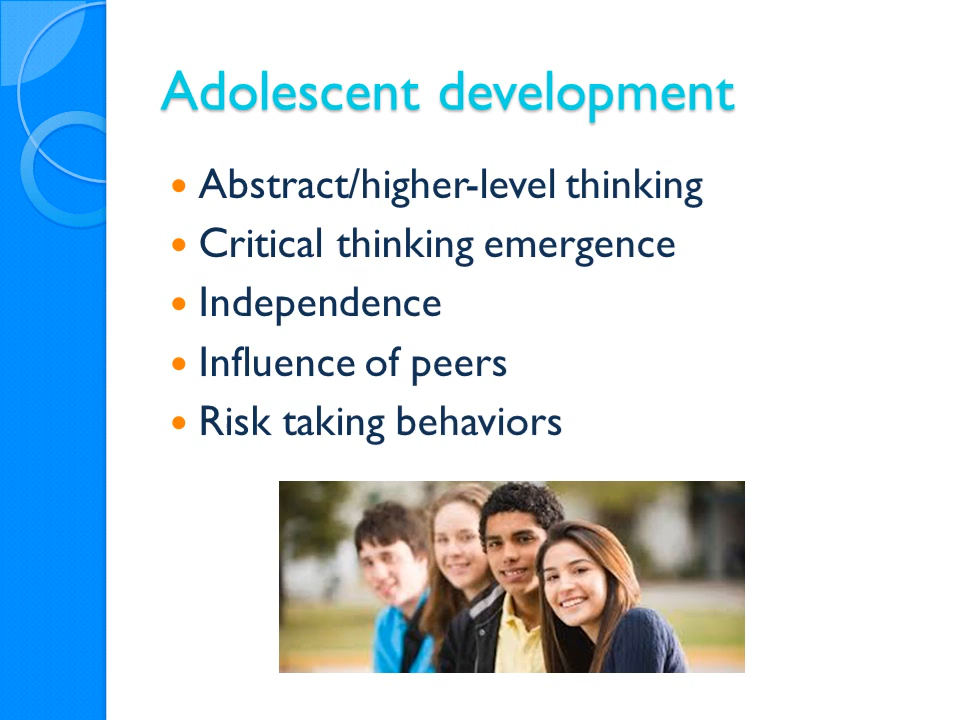 Adolescent development
Abstract/higher-level thinking
Critical thinking emergence
Independence
Influence of peers
Risk taking behaviors